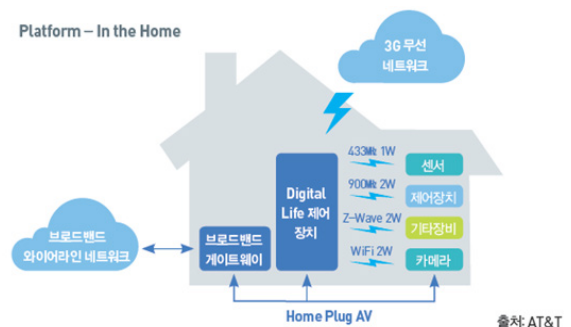 Platform – In the Home
3G 무선
네트워크
433㎒ 1W
센서
900㎒ 2W
제어장치
Digital
Life 제어
장치
Z-Wave 2W
기타장비
WiFi 2W
카메라
브로드밴드
와이어라인 네트워크
브로드밴드
게이트웨이
Home Plug AV
출처: AT&T